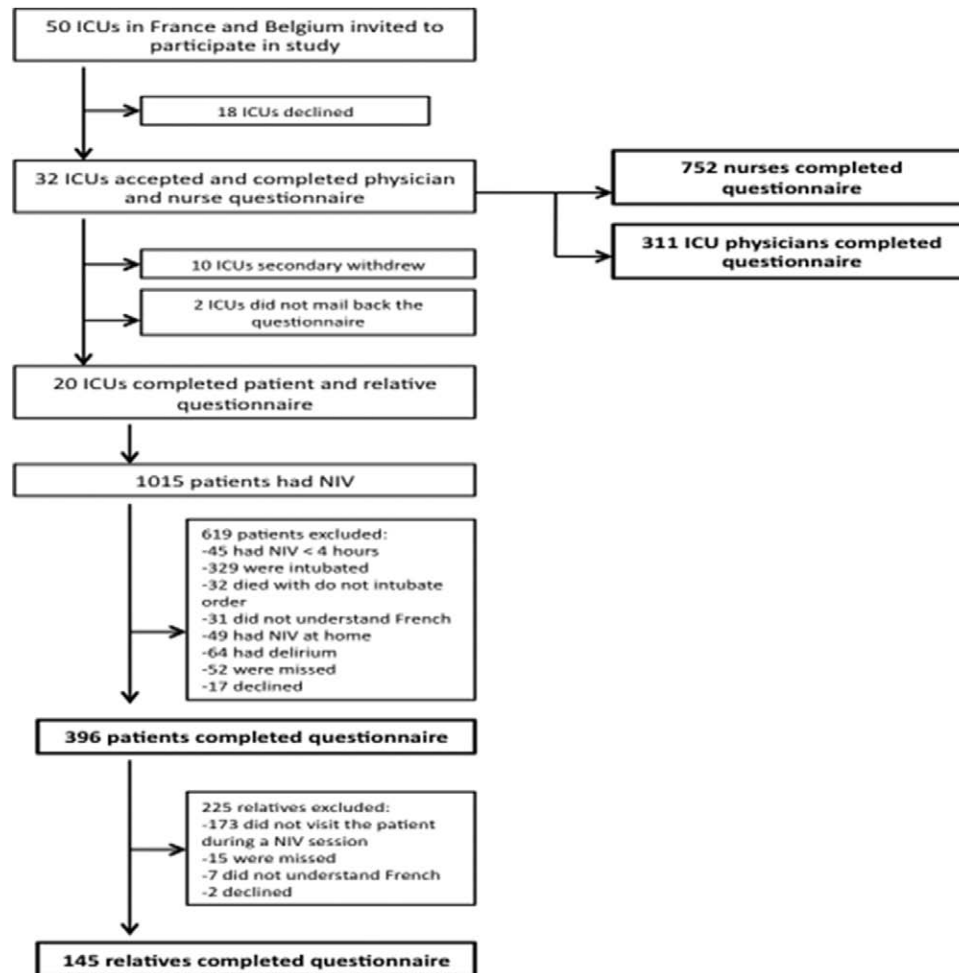 50 ICUs in France and Belgium invited to
participate in study
18 ICUs declined
32 ICUs accepted and completed physician
and nurse questionnaire
752 nurses completed
questionnaire
311 ICU physicians completed
questionnaire
10 ICUs secondary withdrew
2 ICUs did not mail back the
questionnaire
20 ICUs completed patient and relative
questionnaire
1015 patients had NIV
619 patients excluded:
-45 had NIV < 4 hours
-329 were intubated
-32 died with do not intubate
order
-31 did not understand French
-49 had NIV at home
-64 had delirium
-52 were missed
-17 declined
396 patients completed questionnaire
225 relatives excluded:
-173 did not visit the patient
during a NIV session
-15 were missed
-7 did not understand French
-2 declined
145 relatives completed questionnaire